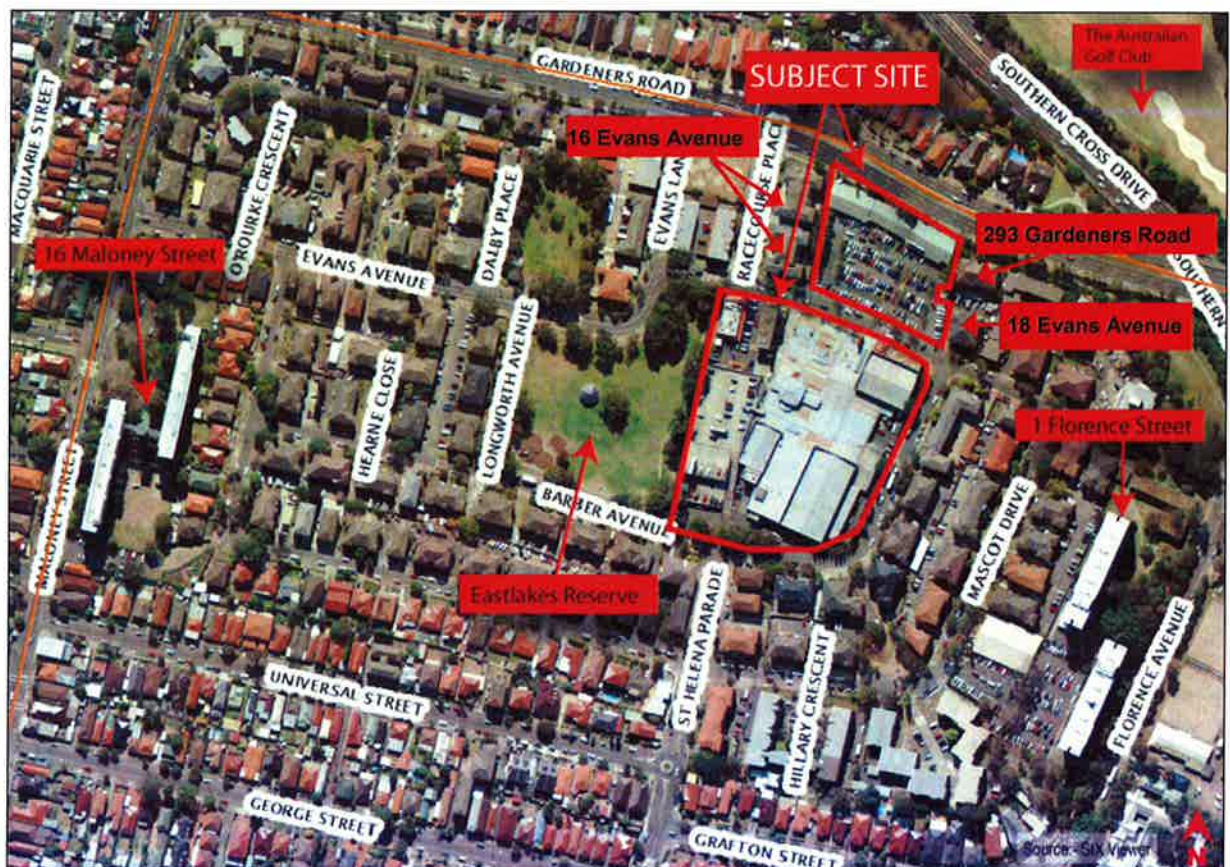 The Australian
Golf Club
GARDENERS ROAD
SUBJECT SITE
SOUTHERN CROSS DRIVE
MACQUARIE STREET
O'ROURKE CRESCENT
16 Evans Avenue
EVANS LAN
RACECOURSE PLACE
DALBY PLACE
293 Gardeners Road
SOUTHERN
16 Maloney Street
EVANS AVENUE
18 Evans Avenue
LONGWORTH AVENUE
HEARNE CLOSE
1 Florence Street
MALONEY STREET
BARBER AVENUE
MASCOT DRIVE
Eastlakes Reserve
ST HELENA PARADE
HILLARY CRESCENT
FLORENCE AVENUE
UNIVERSAL STREET
GEORGE STREET
GRAFTON STREET
Source - SIX Viewer
N